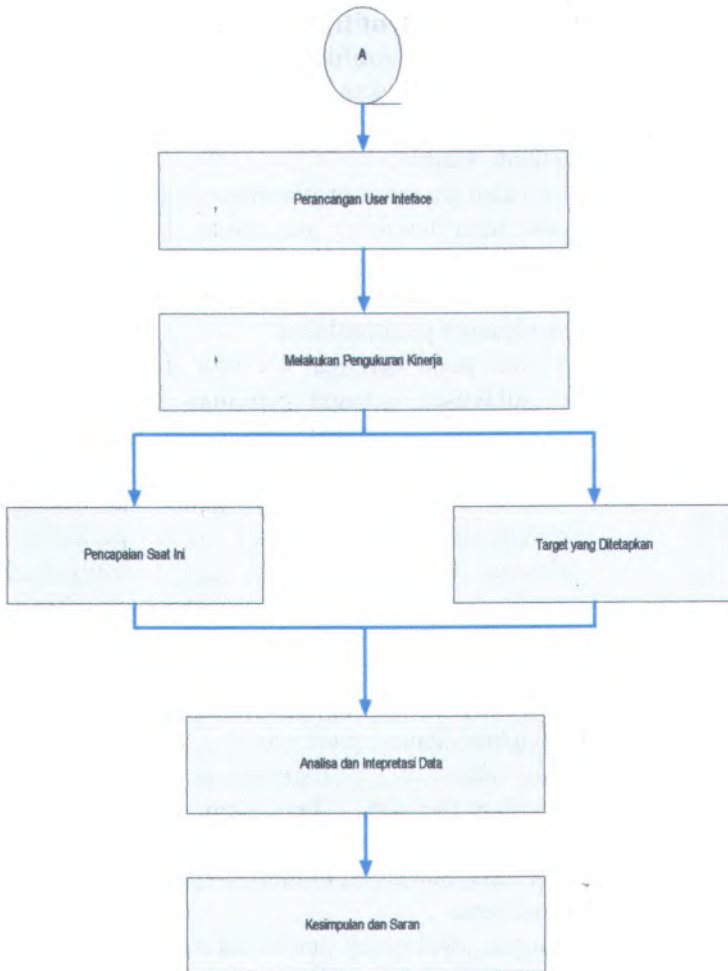 A
Perancangan User Inteface
Melakukan Pengukuran Kinerja
Pencapaian Saat Ini
Target yang Ditetapkan
Analisa dan Intepretasi Data
Kesimpulan dan Saran